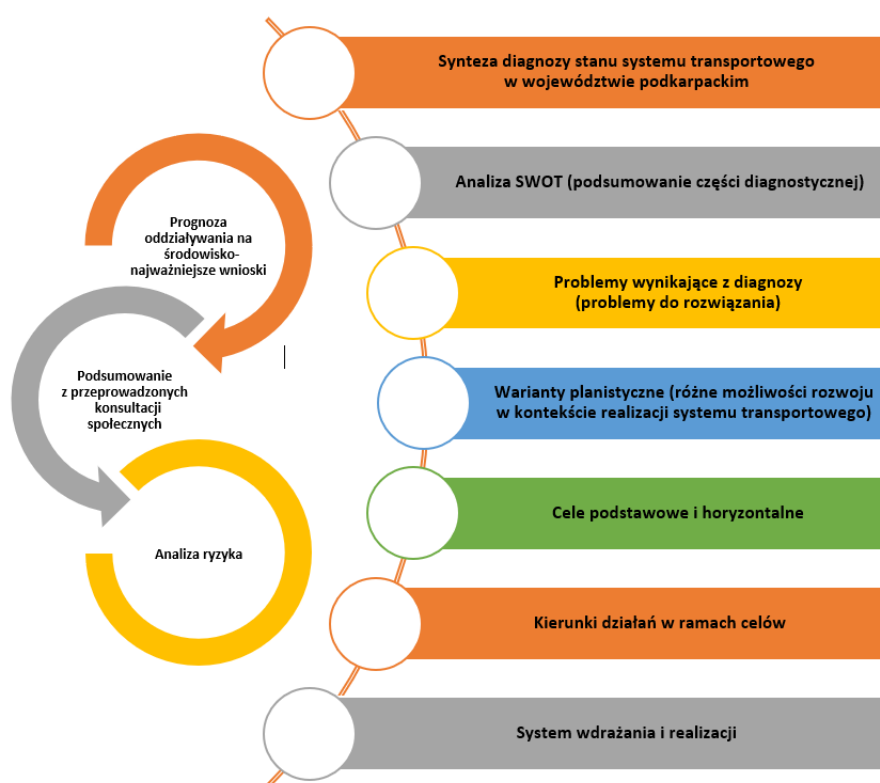 Synteza diagnozy stanu systemu transportowego
w województwie podkarpackim
Analiza SWOT (podsumowanie części diagnostycznej)
Problemy wynikające z diagnozy
(problemy do rozwiązania)
Warianty planistyczne (różne możliwości rozwoju
w kontekście realizacji systemu transportowego)
Cele podstawowe i horyzontalne
Kierunki działań w ramach celów
System wdrażania i realizacji
Prognoza
oddziaływania na
środowisko-
najważniejsze wnioski
Podsumowanie
z przeprowadzonych
konsultacji
społecznych
Analiza ryzyka